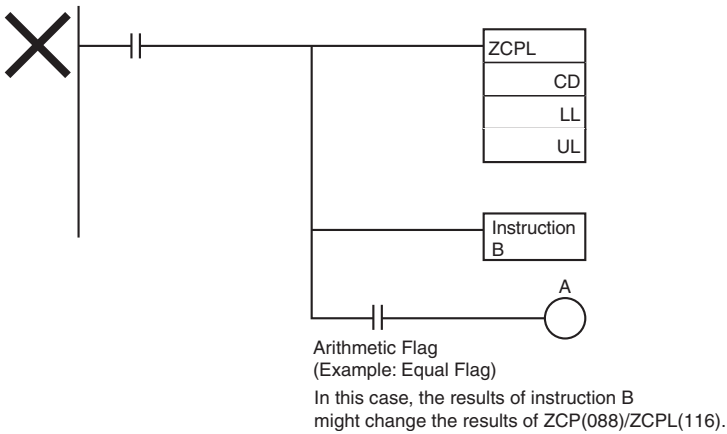 ZCPL
CD
LL
UL
Instruction
B
A
Arithmetic Flag
(Example: Equal Flag)
In this case, the results of instruction B
might change the results of ZCP(088)/ZCPL(116).